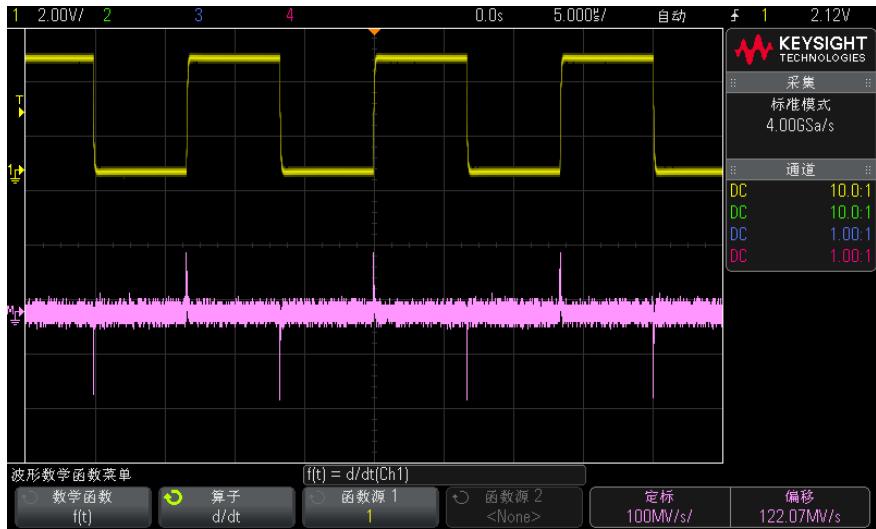 1 2.00V/ 2 3 4 0.0s 5.000㎲/ 自动 1 2.12V
KEYSIGHT
TECHNOLOGIES
采集
标准模式
4.00GSa/s
通道
DC 10.0:1
DC 10.0:1
DC 1.00:1
DC 1.00:1
T
1
M
波形数学函数菜单
f(t) = d/dt(Ch1)
数学函数
f(t)
算子
d/dt
函数源 1
1
函数源 2
<None>
定标
100MV/s/
偏移
122.07MV/s